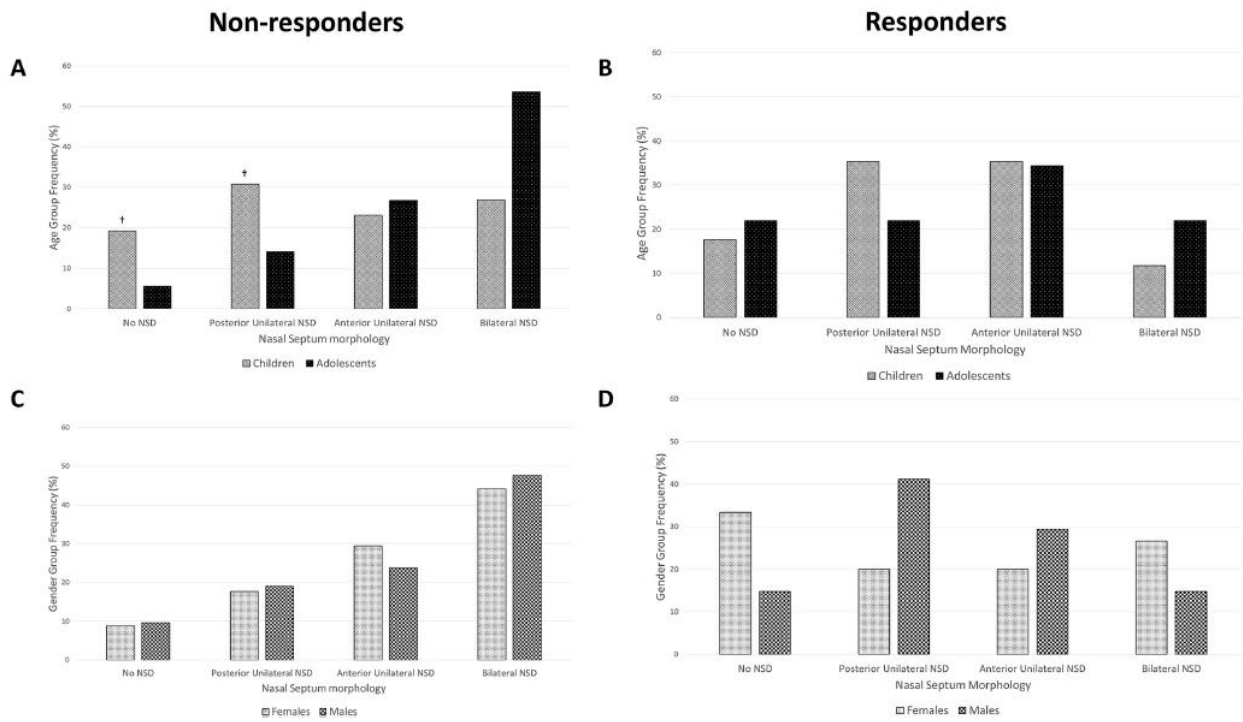 Non-responders
Responders
A
60
50
40
30
20
10
0
Age Group Frequency (%)
†
†
No NSD
Posterior Unilateral NSD
Anterior Unilateral NSD
Bilateral NSD
Nasal Septum morphology
Children
Adolescents
B
60
50
40
30
20
10
0
Age Group Frequency (%)
No NSD
Posterior Unilateral NSD
Anterior Unilateral NSD
Bilateral NSD
Nasal Septum Morphology
Children
Adolescents
C
60
50
40
30
20
10
0
Gender Group Frequency (%)
No NSD
Posterior Unilateral NSD
Anterior Unilateral NSD
Bilateral NSD
Nasal Septum morphology
Females
Males
D
60
50
40
30
20
10
0
Gender Group Frequency (%)
No NSD
Posterior Unilateral NSD
Anterior Unilateral NSD
Bilateral NSD
Nasal Septum Morphology
Females
Males